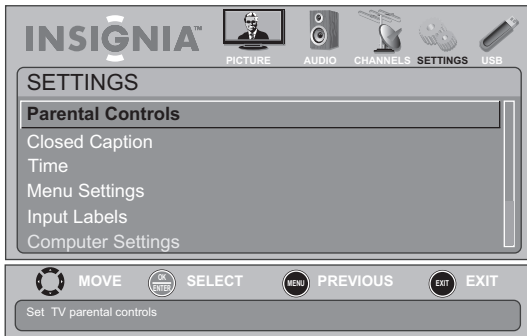 INSIGNIA™
PICTURE AUDIO CHANNELS SETTINGS USB
SETTINGS
Parental Controls
Closed Caption
Time
Menu Settings
Input Labels
Computer Settings
MOVE OK ENTER SELECT MENU PREVIOUS EXIT EXIT
Set TV parental controls